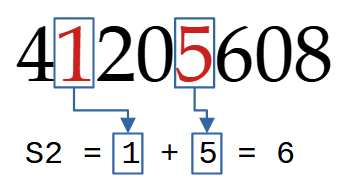 41205608
S2 = 1 + 5 = 6